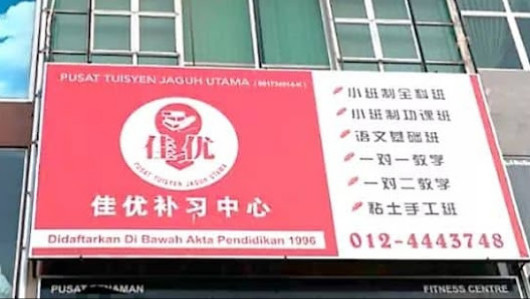 PUSAT TUISYEN JAGUH UTAMA
佳优
PUSAT TUISYEN JAGUH UTAMA
佳优补习中心
Didaftarkan Di Bawah Akta Pendidikan 1996
小班制全科班
小班制功课班
语文基础班
一对一教学
一对二教学
粘土手工班
012-4443748
PUSAT
FITNESS CENTRE